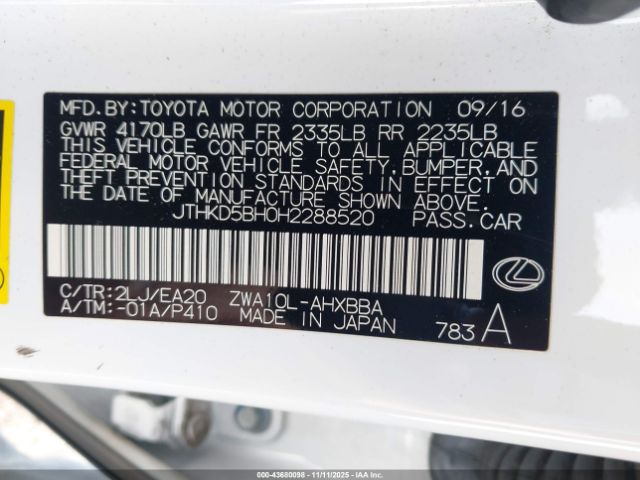 MFD.BY:TOYOTA MOTOR CORPORATION 09/16
GVWR 4170LB GAWR FR 2335LB RR 2235LB
THIS VEHICLE CONFORMS TO ALL APPLICABLE
FEDERAL MOTOR VEHICLE SAFETY,BUMPER,AND
THEFT PREVENTION STANDARDS IN EFFECT ON
THE DATE OF MANUFACTURE SHOWN ABOVE.
JTHKD5BH0H2288520 PASS.CAR
C/TR:2LJ/EA20 ZWA10L-AHXBBA
A/TM:-01A/P410 MADE IN JAPAN 783 A
000-43680098 - 11/11/2025 - IAAI.COM